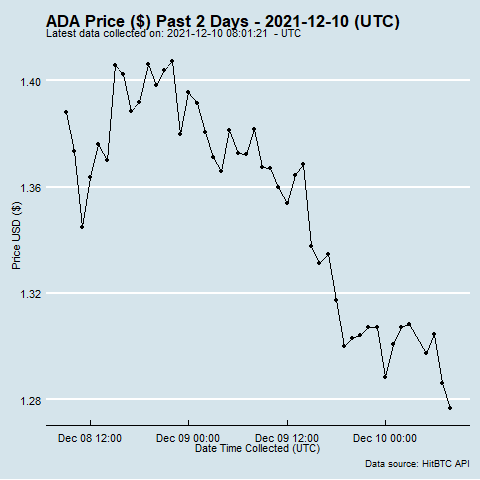 ADA Price ($) Past 2 Days - 2021-12-10 (UTC)
Latest data collected on: 2021-12-10 08:01:21 - UTC
1.40
1.36
1.32
1.28
Price USD ($)
Dec 08 12:00 Dec 09 00:00 Dec 09 12:00 Dec 10 00:00
Date Time Collected (UTC)
Data source: HitBTC API